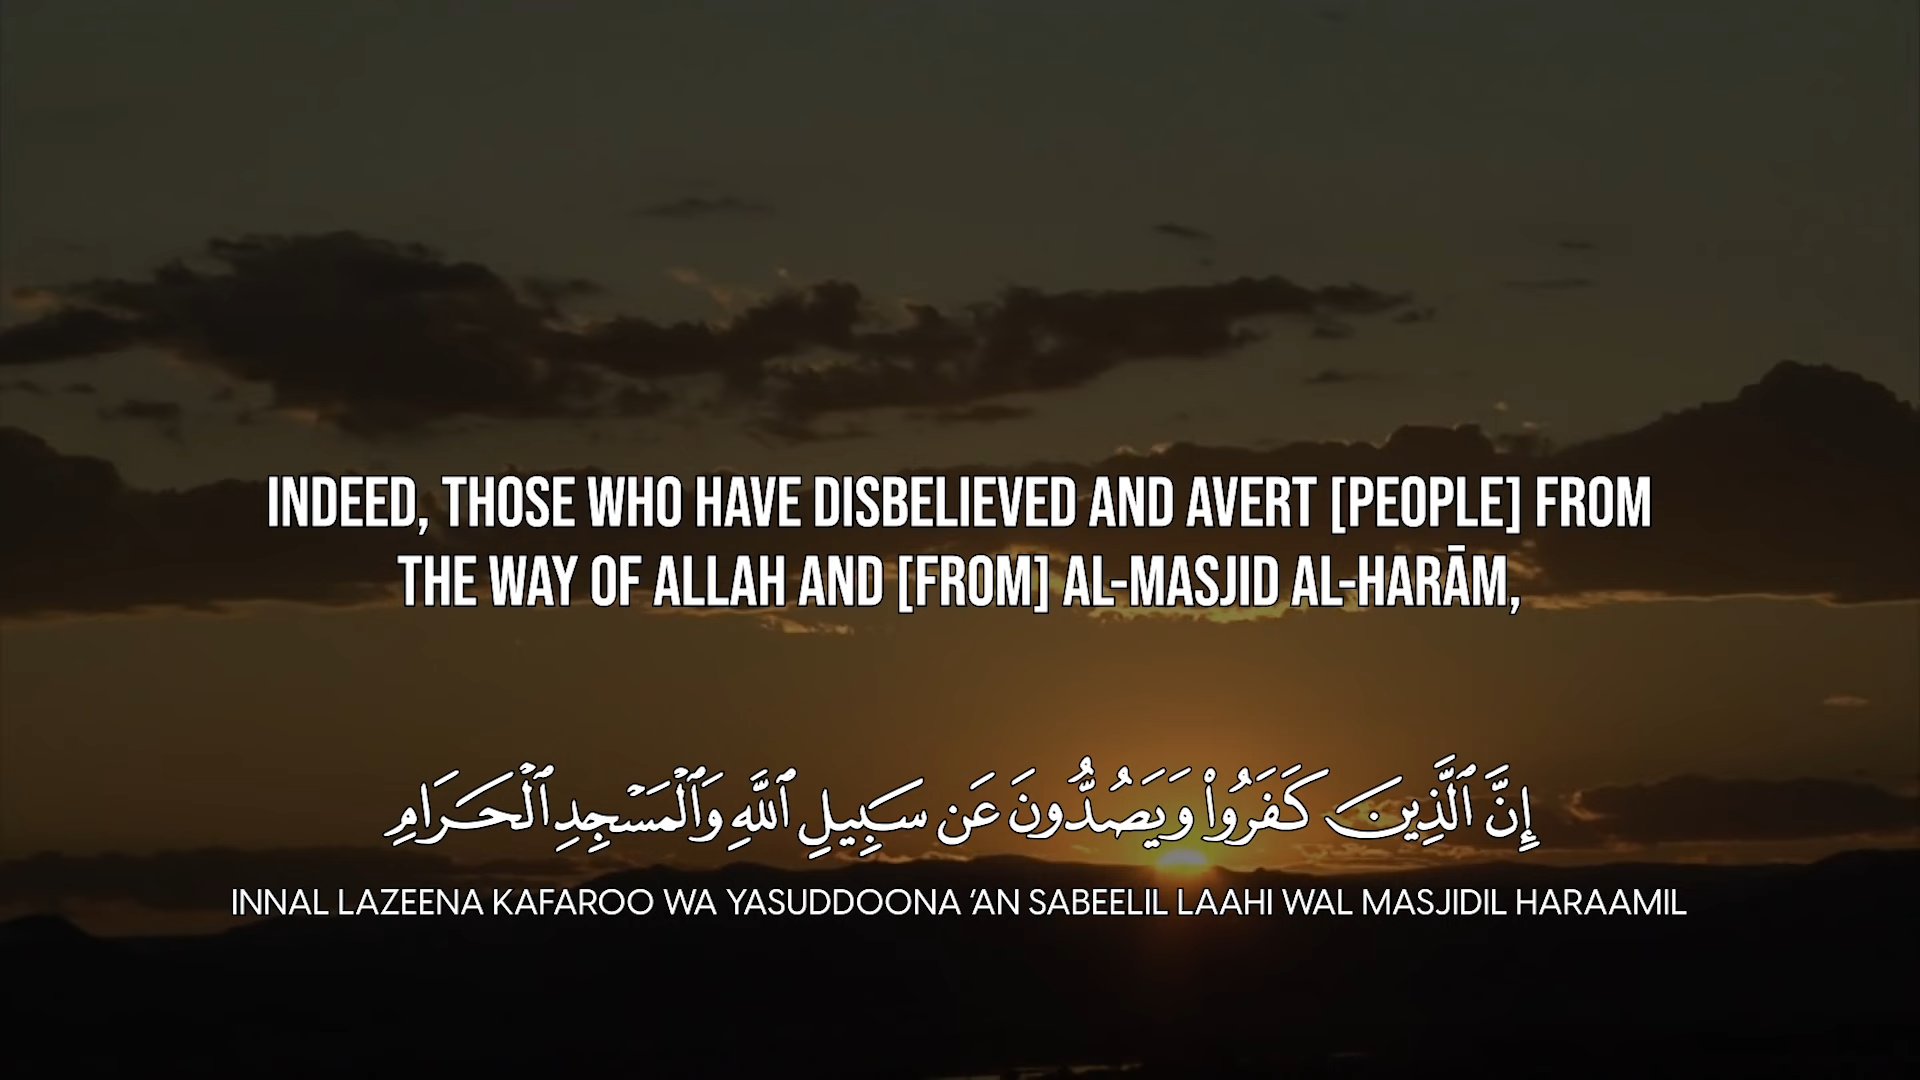 INDEED, THOSE WHO HAVE DISBELIEVED AND AVERT [PEOPLE] FROM
THE WAY OF ALLAH AND [FROM] AL-MASJID AL-HARĀM,
إِنَّ ٱلَّذِينَ كَفَرُوا۟ وَيَصُدُّونَ عَن سَبِيلِ ٱللَّهِ وَٱلْمَسْجِدِ ٱلْحَرَامِ
INNAL LAZEENA KAFAROO WA YASUDDOONA ‘AN SABEELIL LAAHI WAL MASJIDIL HARAAMIL